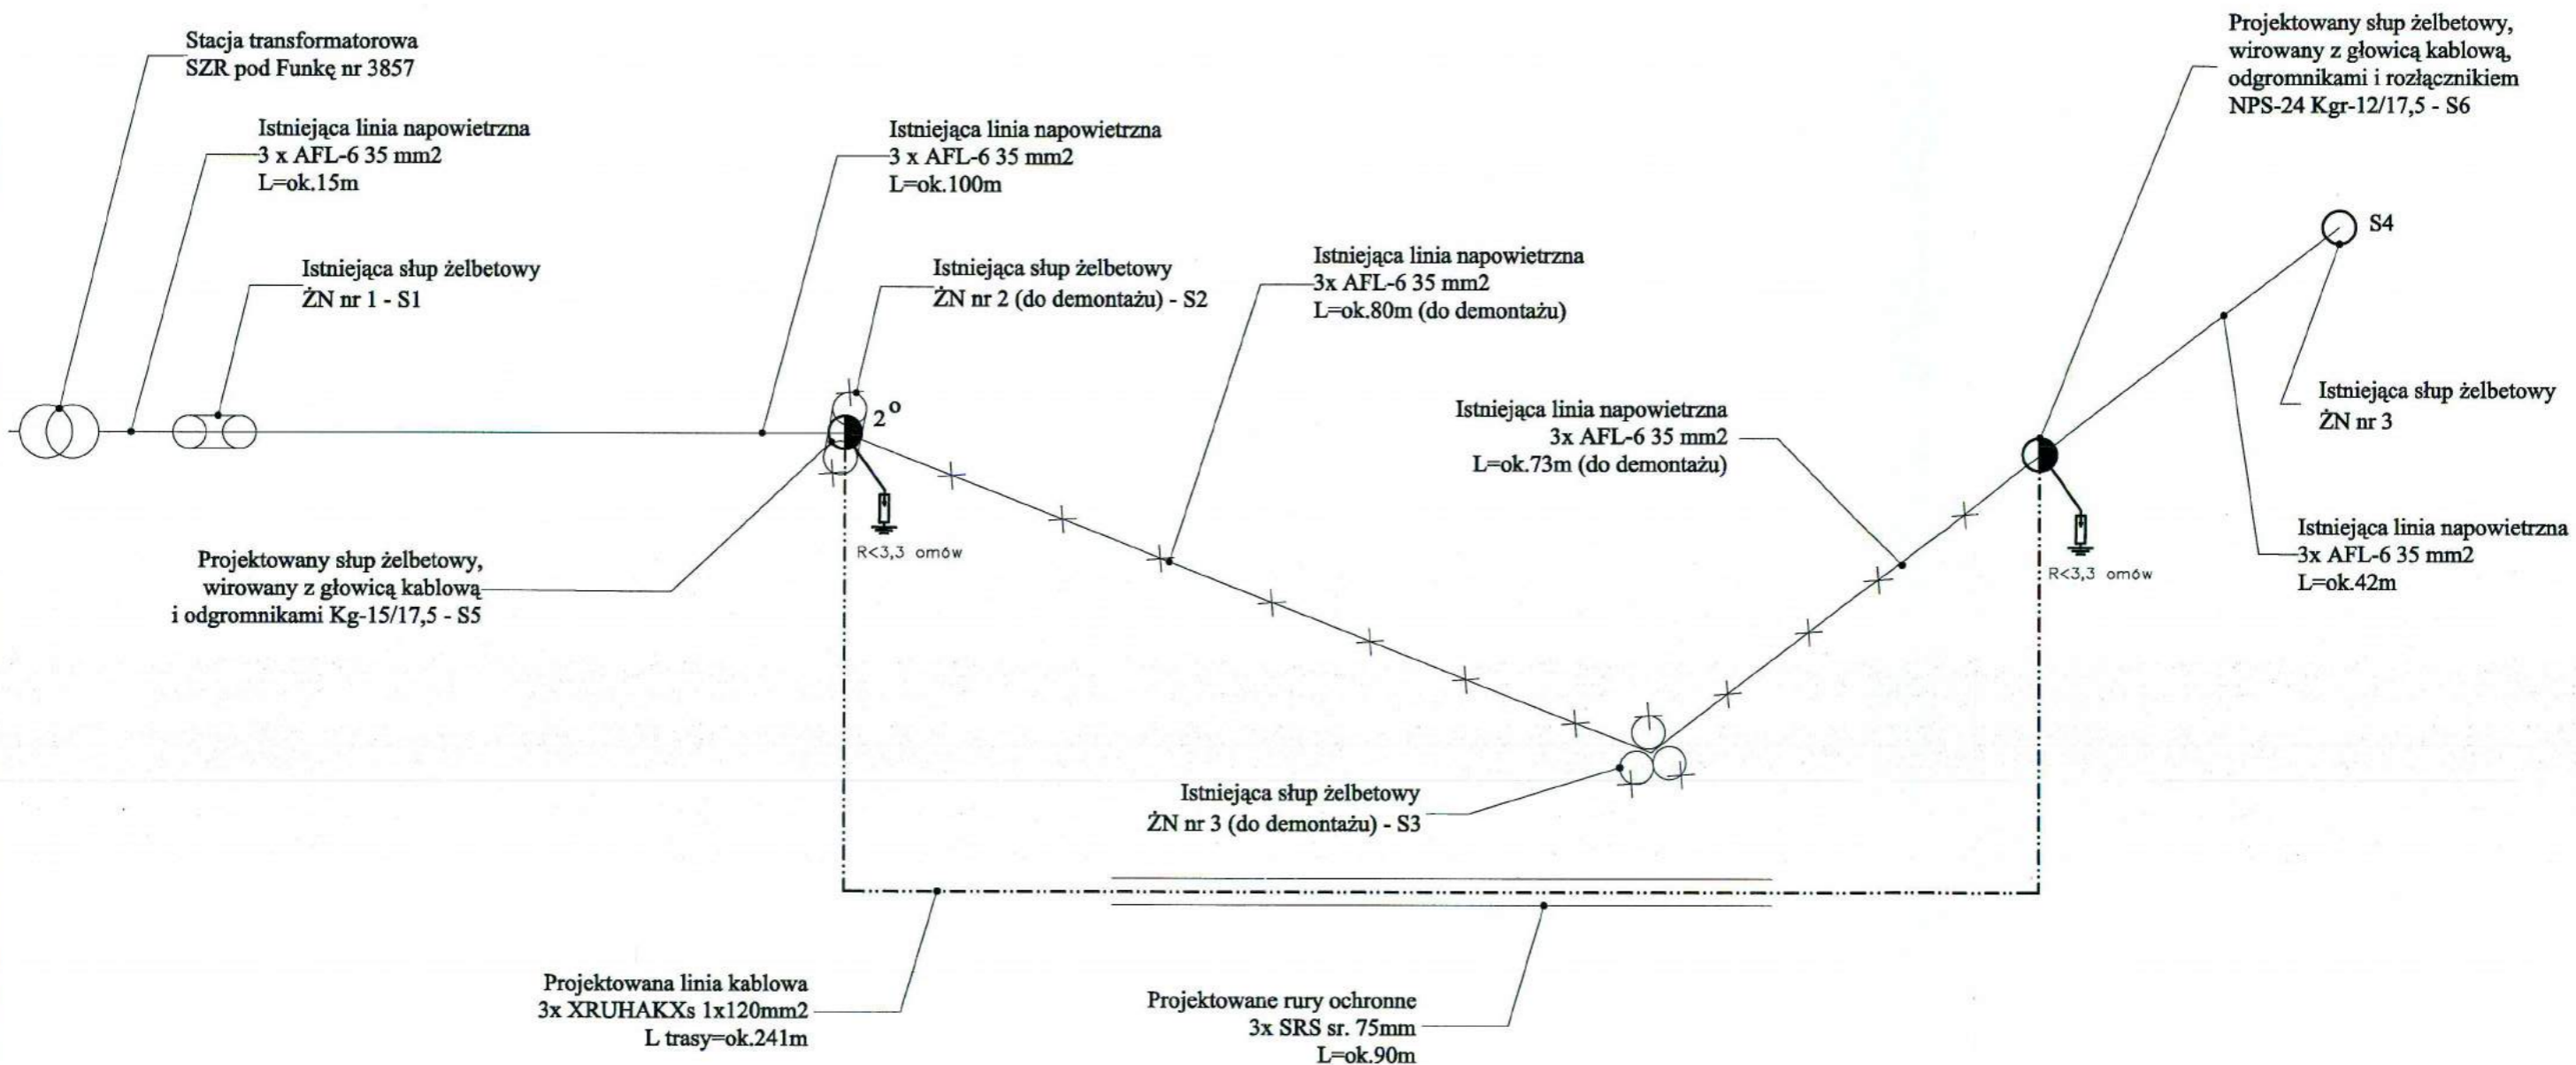 Stacja transformatorowa
SZR pod Funkę nr 3857
Istniejąca linia napowietrzna
3 x AFL-6 35 mm2
L=ok.15m
Istniejąca słup żelbetowy
ŻN nr 1 - S1
Istniejąca linia napowietrzna
3 x AFL-6 35 mm2
L=ok.100m
Istniejąca słup żelbetowy
ŻN nr 2 (do demontażu) - S2
2°
R<3,3 omów
Projektowany słup żelbetowy,
wirowany z głowicą kablową
i odgromnikami Kg-15/17,5 - S5
Istniejąca linia napowietrzna
3x AFL-6 35 mm2
L=ok.80m (do demontażu)
Istniejąca linia napowietrzna
3x AFL-6 35 mm2
L=ok.73m (do demontażu)
Projektowany słup żelbetowy,
wirowany z głowicą kablową,
odgromnikami i rozłącznikiem
NPS-24 Kgr-12/17,5 - S6
S4
Istniejąca słup żelbetowy
ŻN nr 3
Istniejąca linia napowietrzna
3x AFL-6 35 mm2
L=ok.42m
R<3,3 omów
Istniejąca słup żelbetowy
ŻN nr 3 (do demontażu) - S3
Projektowana linia kablowa
3x XRUHAKXs 1x120mm2
L trasy=ok.241m
Projektowane rury ochronne
3x SRS sr. 75mm
L=ok.90m